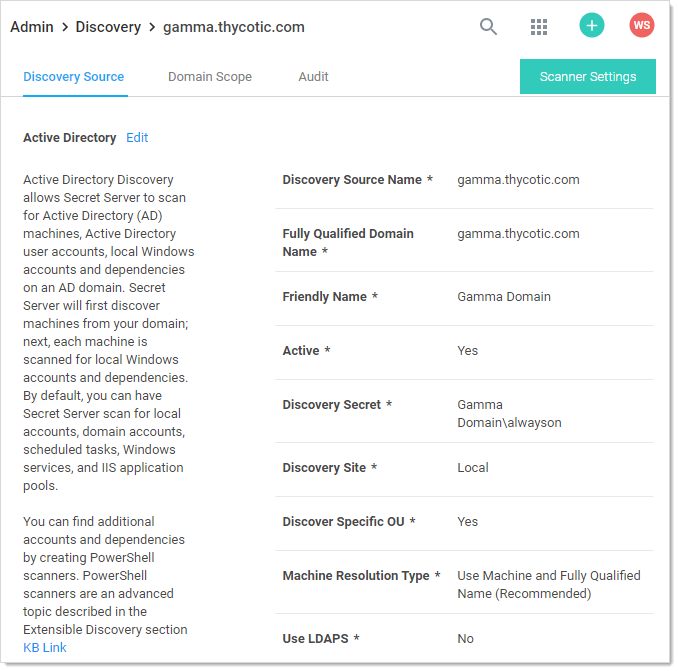 Admin > Discovery > gamma.thycotic.com
WS
Discovery Source
Domain Scope
Audit
Scanner Settings
Active Directory Edit
Active Directory Discovery
allows Secret Server to scan
for Active Directory (AD)
machines, Active Directory
user accounts, local Windows
accounts and dependencies
on an AD domain. Secret
Server will first discover
machines from your domain;
next, each machine is
scanned for local Windows
accounts and dependencies.
By default, you can have
Secret Server scan for local
accounts, domain accounts,
scheduled tasks, Windows
services, and IIS application
pools.
You can find additional
accounts and dependencies
by creating PowerShell
scanners. PowerShell
scanners are an advanced
topic described in the
Extensible Discovery section
KB Link
Discovery Source Name * gamma.thycotic.com
Fully Qualified Domain
Name * gamma.thycotic.com
Friendly Name * Gamma Domain
Active * Yes
Discovery Secret * Gamma
Domain\alwayson
Discovery Site * Local
Discover Specific OU * Yes
Machine Resolution Type * Use Machine and Fully Qualified
Name (Recommended)
Use LDAPS * No